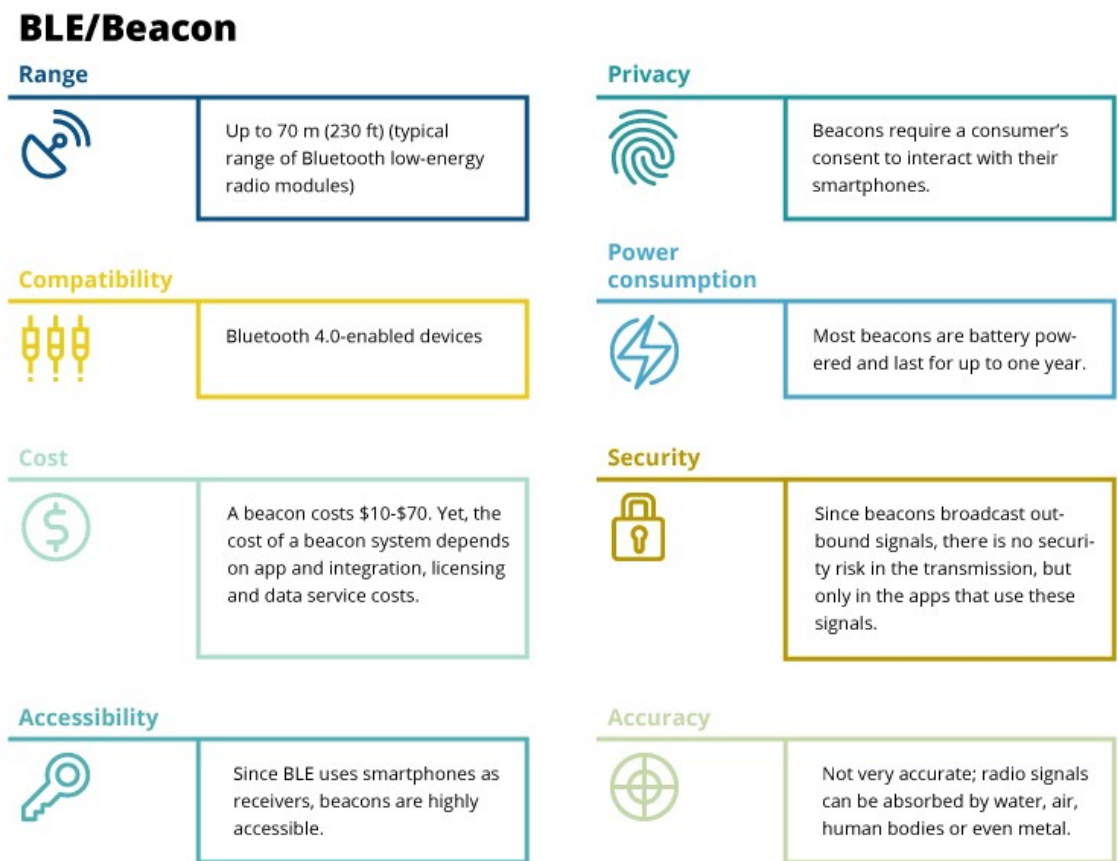 BLE/Beacon
Range
Up to 70 m (230 ft) (typical
range of Bluetooth low-energy
radio modules)
Privacy
Beacons require a consumer’s
consent to interact with their
smartphones.
Compatibility
Bluetooth 4.0-enabled devices
Power
consumption
Most beacons are battery pow-
ered and last for up to one year.
Cost
A beacon costs $10-$70. Yet, the
cost of a beacon system depends
on app and integration, licensing
and data service costs.
Security
Since beacons broadcast out-
bound signals, there is no securi-
ty risk in the transmission, but
only in the apps that use these
signals.
Accessibility
Since BLE uses smartphones as
receivers, beacons are highly
accessible.
Accuracy
Not very accurate; radio signals
can be absorbed by water, air,
human bodies or even metal.